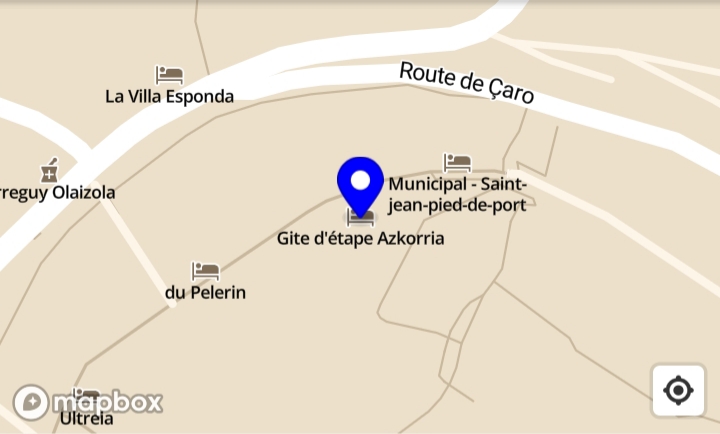 Route de Çaro
La Villa Esponda
rreguy Olaizola
Municipal - Saint-
jean-pied-de-port
Gite d'étape Azkorria
du Pelerin
mapbox
Ultreia